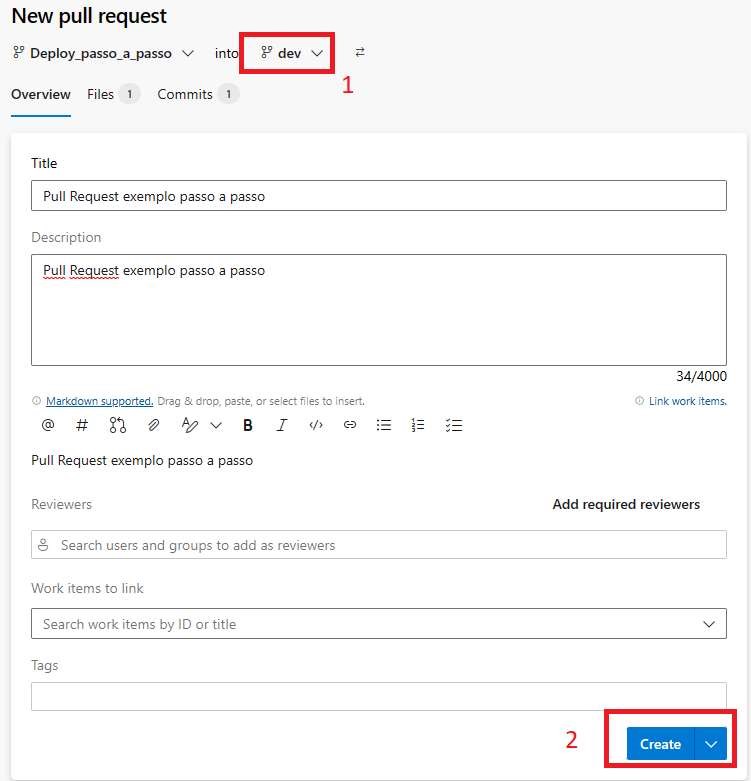 New pull request
Deploy_passo_a_passo into dev
1
Overview Files 1 Commits 1
Title
Pull Request exemplo passo a passo
Description
Pull Request exemplo passo a passo
34/4000
Markdown supported. Drag & drop, paste, or select files to insert. Link work items.
Pull Request exemplo passo a passo
Reviewers Add required reviewers
Search users and groups to add as reviewers
Work items to link
Search work items by ID or title
Tags
2 Create